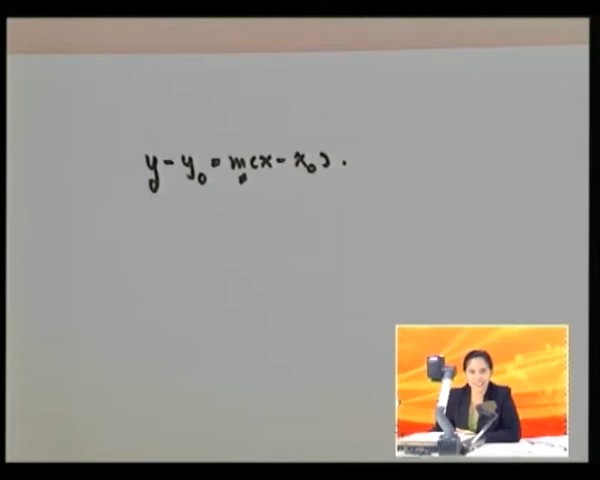 y - y₀ = m(x - x₀).